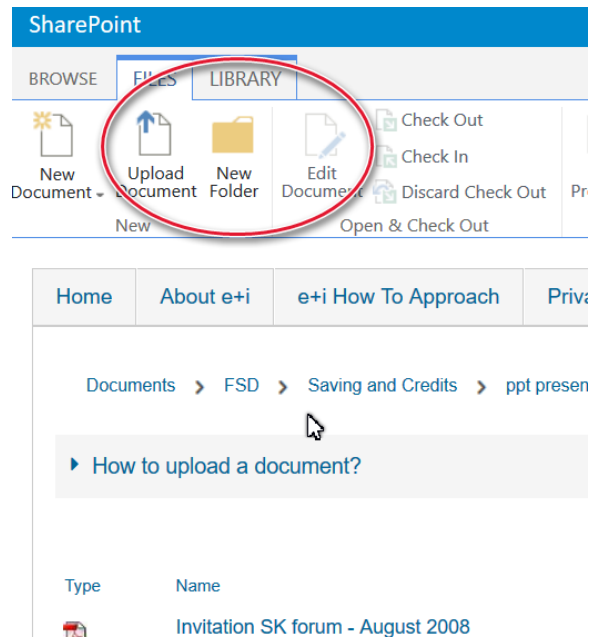 SharePoint
BROWSE FILES LIBRARY
New Document
Upload Document
New Folder
Edit Document
Check Out
Check In
Discard Check Out
New
Open & Check Out
Home About e+i e+i How To Approach
Documents > FSD > Saving and Credits > ppt
How to upload a document?
Type Name
Invitation SK forum - August 2008